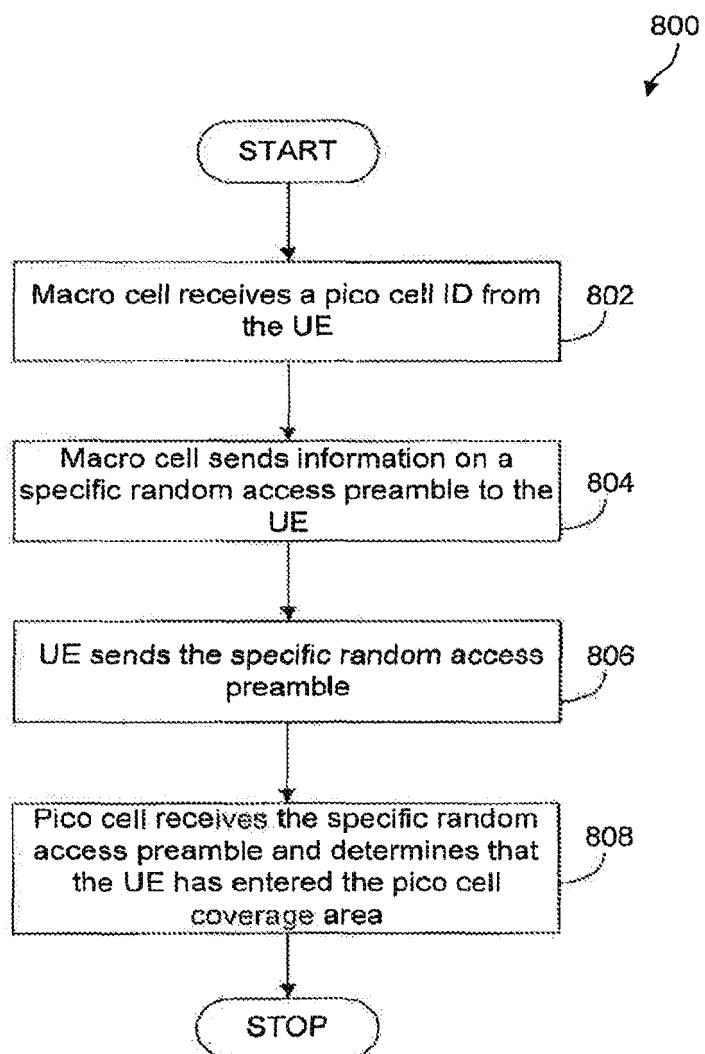 800
START
Macro cell receives a pico cell ID from
the UE
802
Macro cell sends information on a
specific random access preamble to the
UE
804
UE sends the specific random access
preamble
806
Pico cell receives the specific random
access preamble and determines that
the UE has entered the pico cell
coverage area
808
STOP